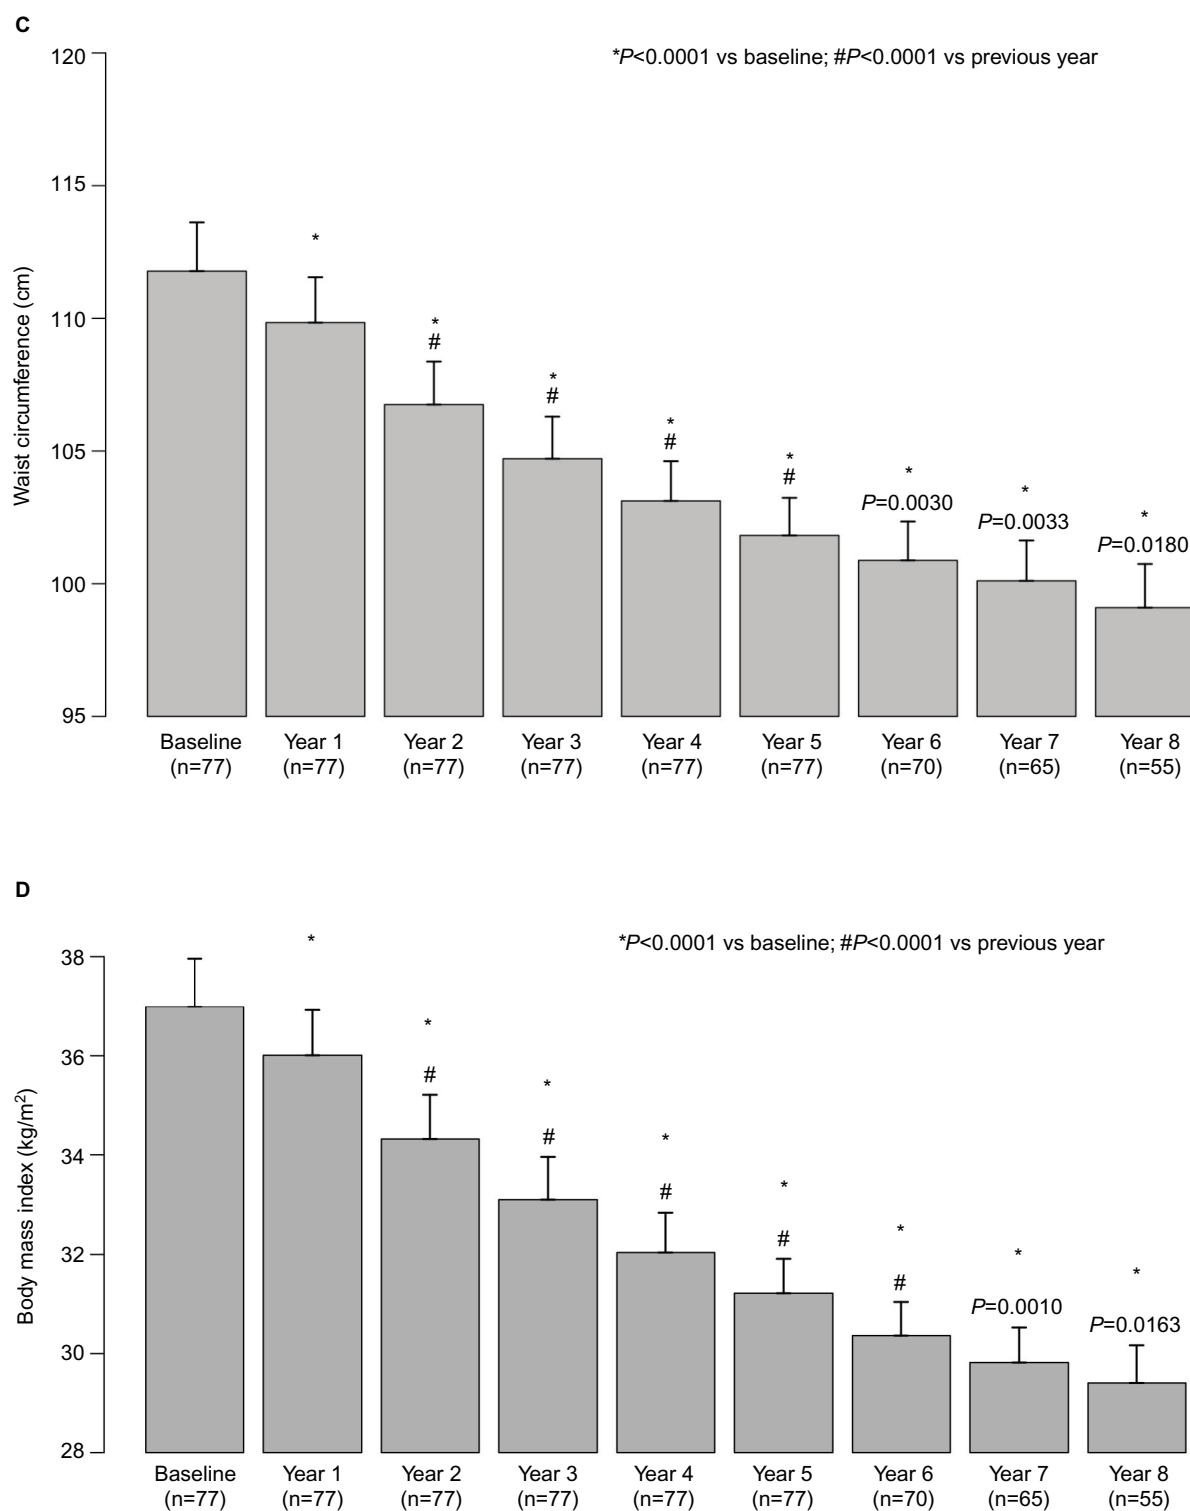 C
*P<0.0001 vs baseline; #P<0.0001 vs previous year
120
115
110
105
100
95
Waist circumference (cm)
*
*
#
*
#
*
#
*
#
*
P=0.0030
*
P=0.0033
*
P=0.0180
Baseline Year 1 Year 2 Year 3 Year 4 Year 5 Year 6 Year 7 Year 8
(n=77) (n=77) (n=77) (n=77) (n=77) (n=77) (n=70) (n=65) (n=55)
D
*P<0.0001 vs baseline; #P<0.0001 vs previous year
38
36
34
32
30
28
Body mass index (kg/m²)
*
*
#
*
#
*
#
*
#
*
#
*
P=0.0010
*
P=0.0163
Baseline Year 1 Year 2 Year 3 Year 4 Year 5 Year 6 Year 7 Year 8
(n=77) (n=77) (n=77) (n=77) (n=77) (n=77) (n=70) (n=65) (n=55)